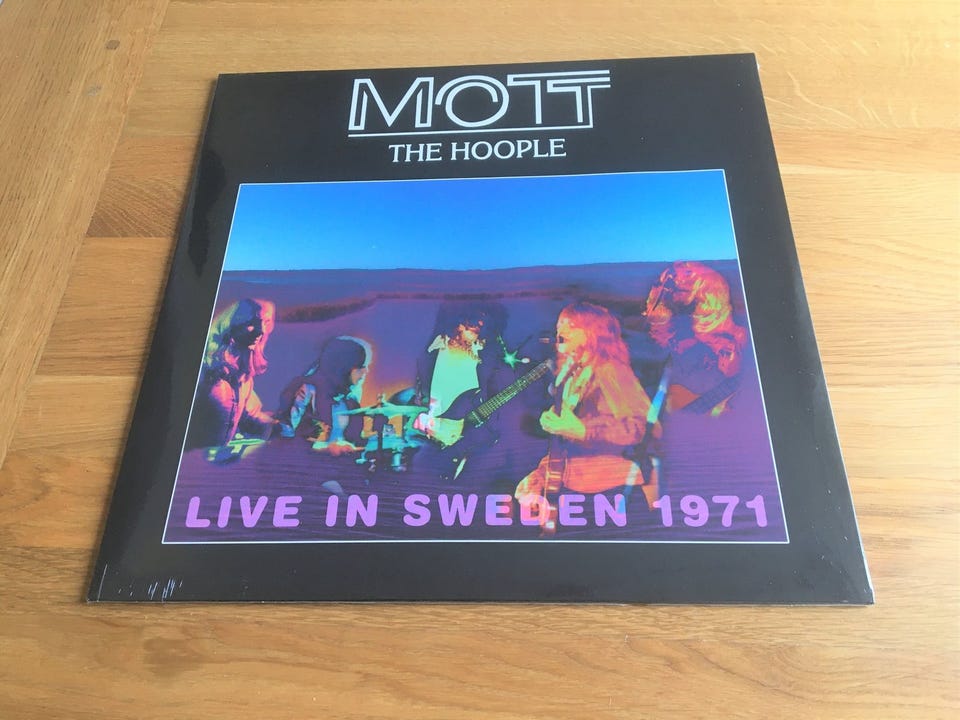 MOTT
THE HOOPLE
LIVE IN SWEDEN 1971